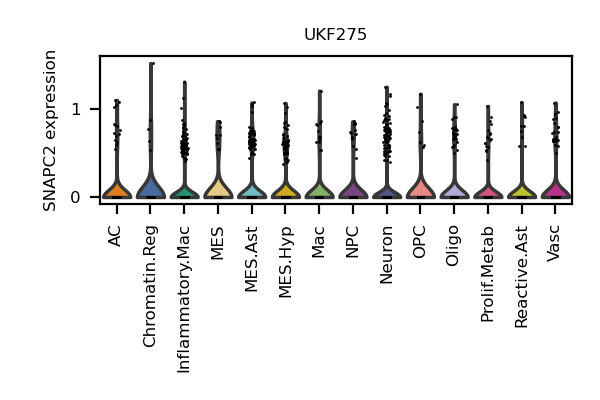 UKF275
SNAPC2 expression
1
0
AC
Chromatin.Reg
Inflammatory.Mac
MES
MES.Ast
MES.Hyp
Mac
NPC
Neuron
OPC
Oligo
Prolif.Metab
Reactive.Ast
Vasc